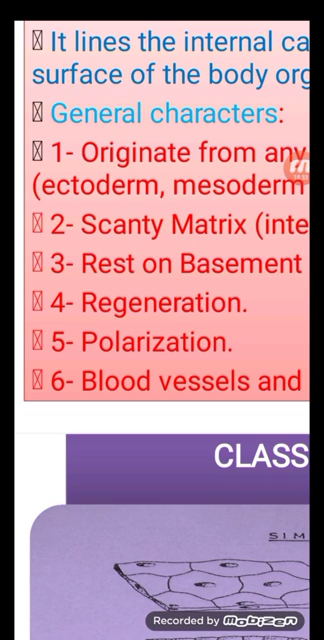 It lines the internal ca
surface of the body org
General characters:
1- Originate from any
(ectoderm, mesoderm
2- Scanty Matrix (inte
3- Rest on Basement
4- Regeneration.
5- Polarization.
6- Blood vessels and
CLASS
SIM
Recorded by mobizen